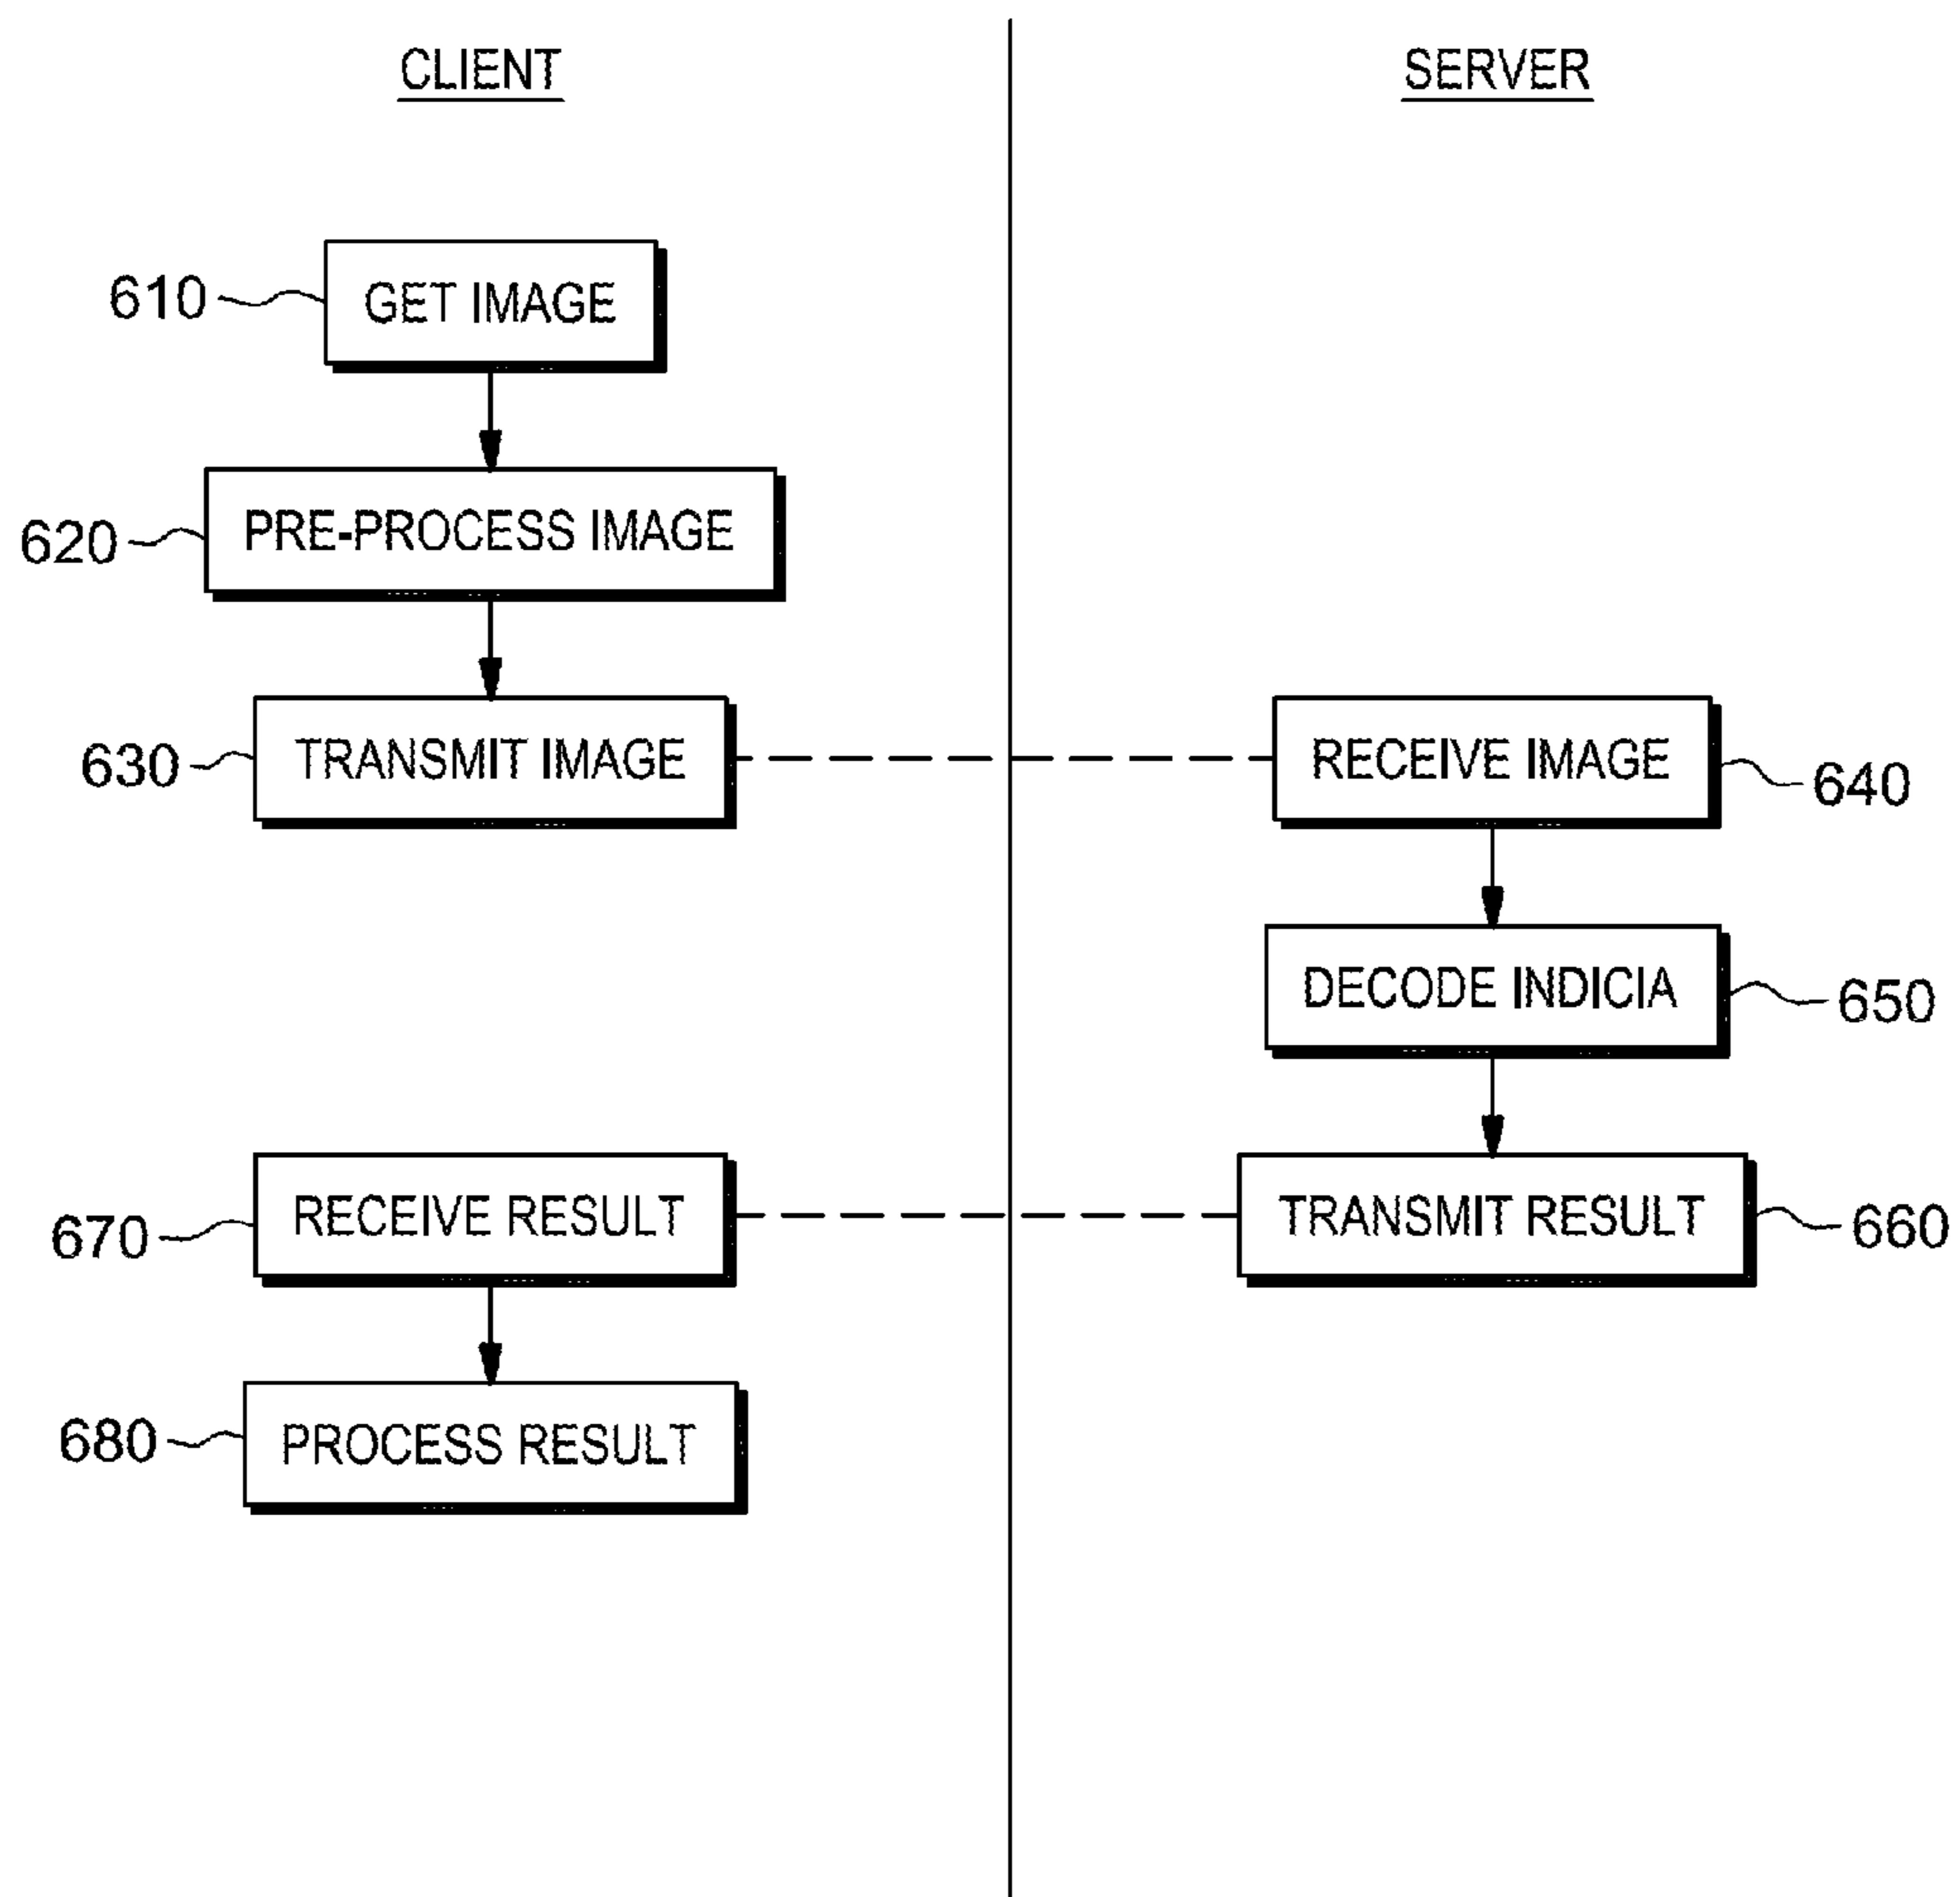 CLIENT
SERVER
610
GET IMAGE
620
PRE-PROCESS IMAGE
630
TRANSMIT IMAGE
RECEIVE IMAGE
640
DECODE INDICIA
650
670
RECEIVE RESULT
TRANSMIT RESULT
660
680
PROCESS RESULT